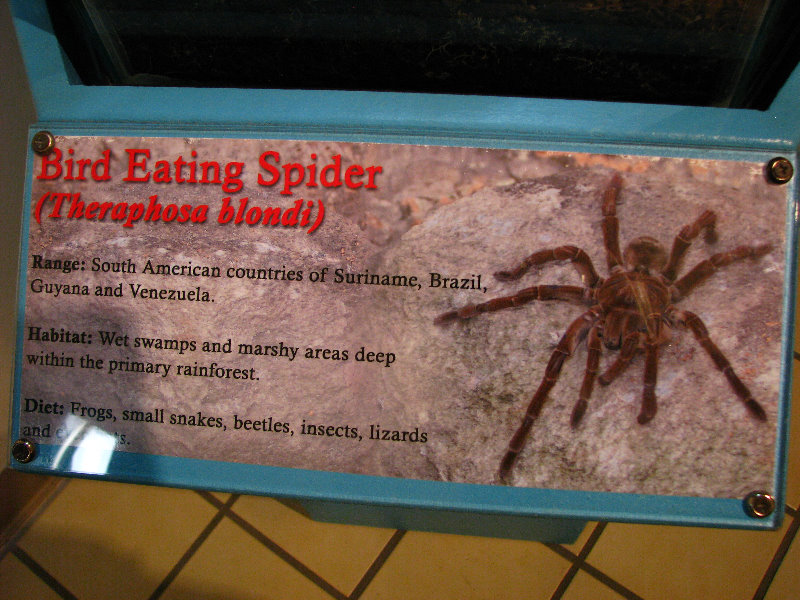 Bird Eating Spider
(Theraphosa blondi)
Range: South American countries of Suriname, Brazil,
Guyana and Venezuela.
Habitat: Wet swamps and marshy areas deep
within the primary rainforest.
Diet: Frogs, small snakes, beetles, insects, lizards
and